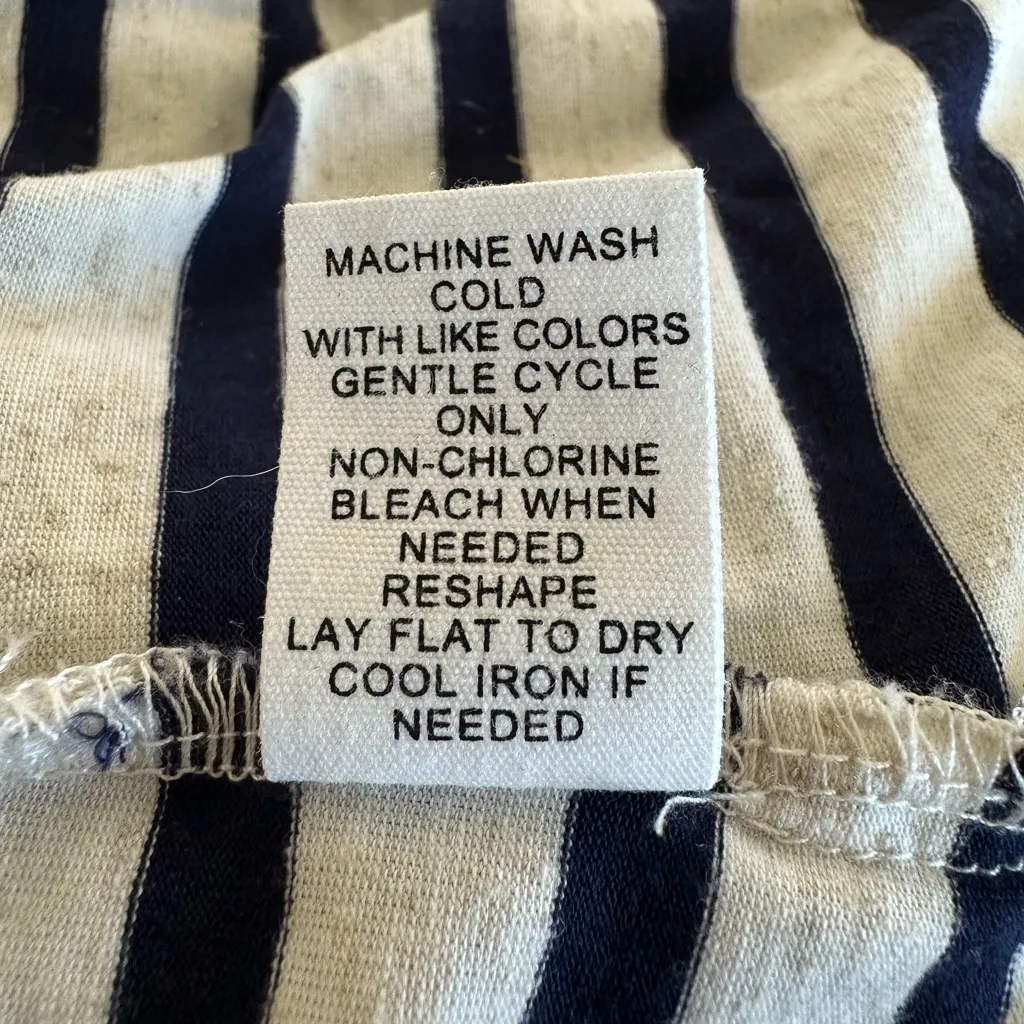 MACHINE WASH
COLD
WITH LIKE COLORS
GENTLE CYCLE
ONLY
NON-CHLORINE
BLEACH WHEN
NEEDED
RESHAPE
LAY FLAT TO DRY
COOL IRON IF
NEEDED